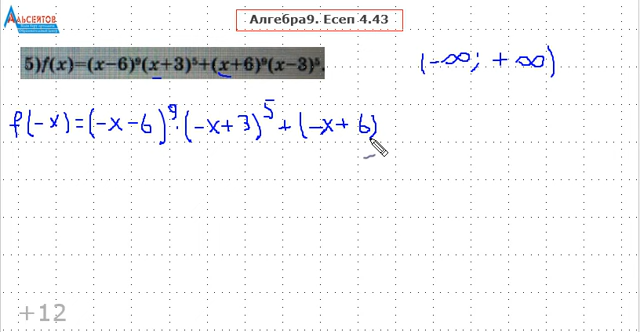 Альсейтов
Алгебра9. Есеп 4.43
5) f(x)=(x−6)⁹(x+3)⁵+(x+6)⁹(x−3)⁵.
(−∞; +∞)
f(−x)=(−x−6)⁹·(−x+3)⁵+(−x+6)
+12